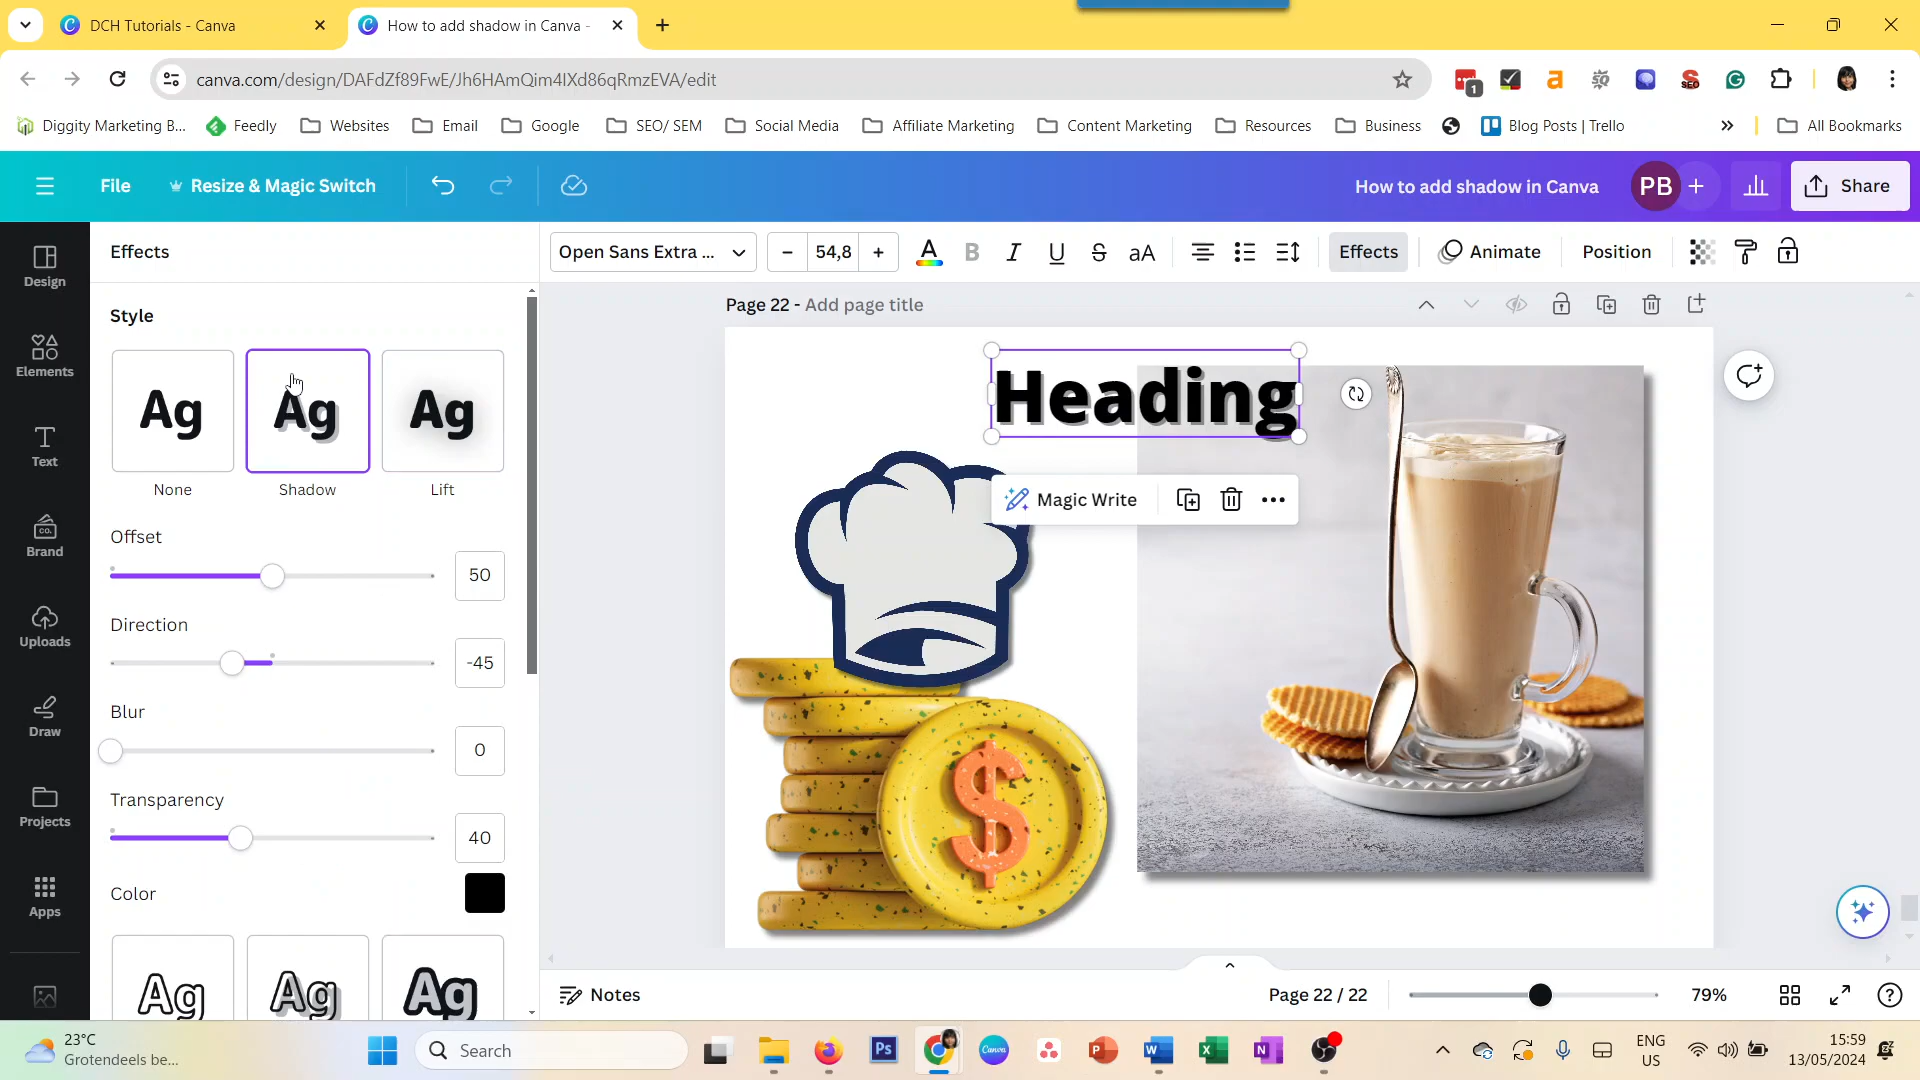 DCH Tutorials - Canva
How to add shadow in Canva -
canva.com/design/DAFdZf89FwE/Jh6HAmQim4IXd86qRmzEVA/edit
1
SEO
Diggity Marketing B...
Feedly
Websites
Email
Google
SEO/ SEM
Social Media
Affiliate Marketing
Content Marketing
Resources
Business
Blog Posts | Trello
All Bookmarks
File
Resize & Magic Switch
How to add shadow in Canva
PB
Share
Design
Elements
Text
Brand
Uploads
Draw
Projects
Apps
Effects
Open Sans Extra ...
54,8
A B I U S aA
Effects
Animate
Position
Style
Ag
Ag
Ag
None
Shadow
Lift
Offset
50
Direction
-45
Blur
0
Transparency
40
Color
Ag
Ag
Ag
Page 22 - Add page title
Heading
Magic Write
$
Notes
Page 22 / 22
79%
23°C
Grotendeels be...
Search
Ps
Canva
P
W
X
N
ENG
US
15:59
13/05/2024